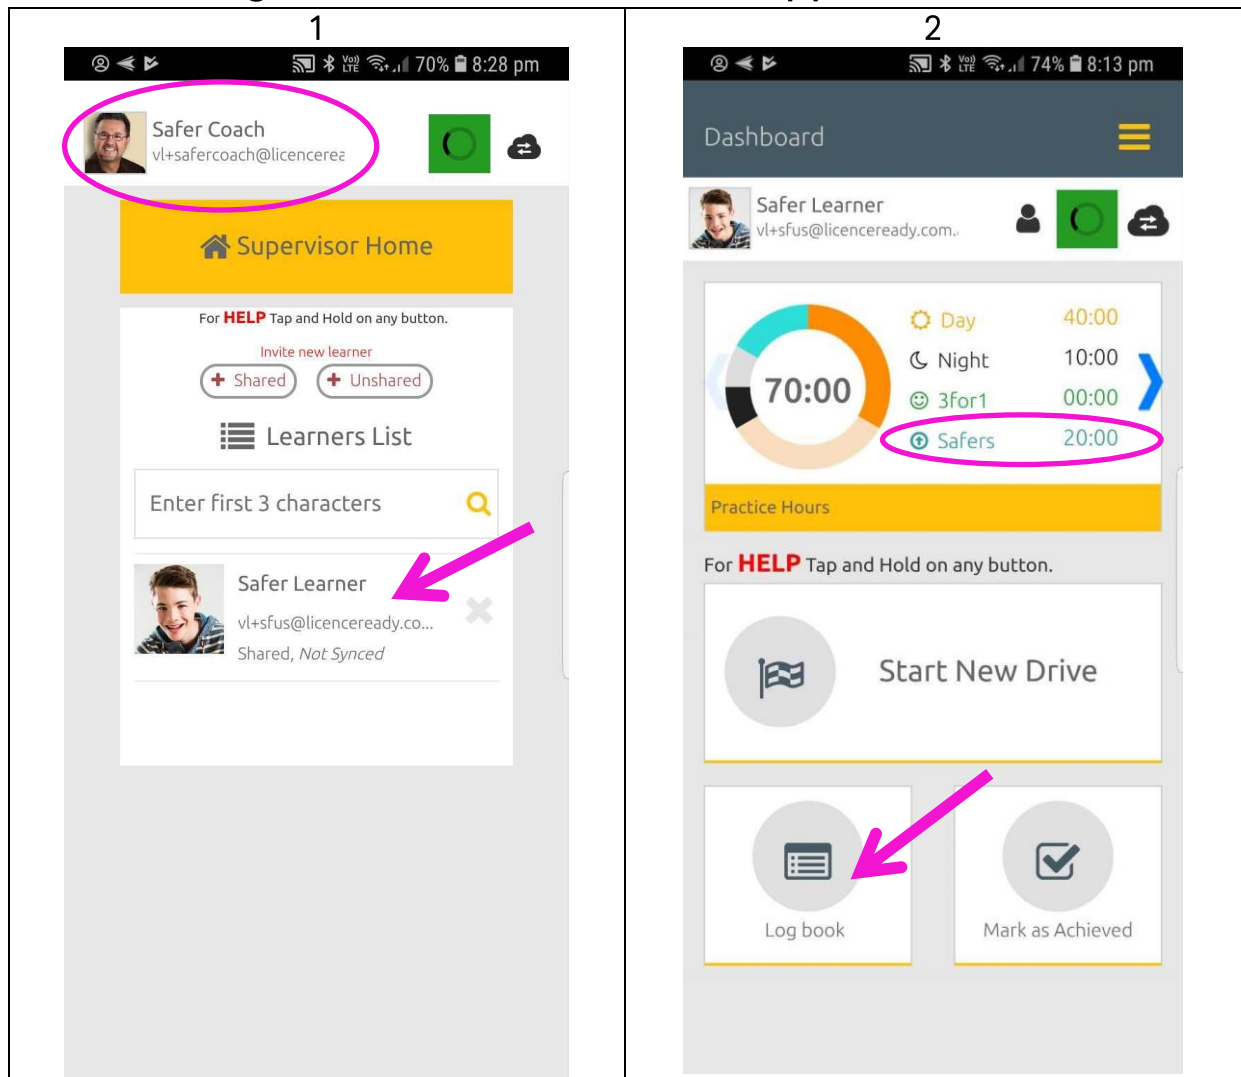 1
70% 8:28 pm
Safer Coach
vl+safercoach@licencerea
Supervisor Home
For HELP Tap and Hold on any button.
Invite new learner
+ Shared + Unshared
Learners List
Enter first 3 characters
Safer Learner
vl+sfus@licenceready.co...
Shared, Not Synced
2
74% 8:13 pm
Dashboard
Safer Learner
vl+sfus@licenceready.com.
70:00
Day 40:00
Night 10:00
3for1 00:00
Safers 20:00
Practice Hours
For HELP Tap and Hold on any button.
Start New Drive
Log book
Mark as Achieved